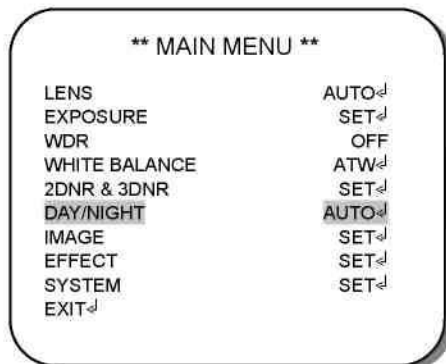 ** MAIN MENU **
LENS AUTO↲
EXPOSURE SET↲
WDR OFF
WHITE BALANCE ATW↲
2DNR & 3DNR SET↲
DAY/NIGHT AUTO↲
IMAGE SET↲
EFFECT SET↲
SYSTEM SET↲
EXIT↲